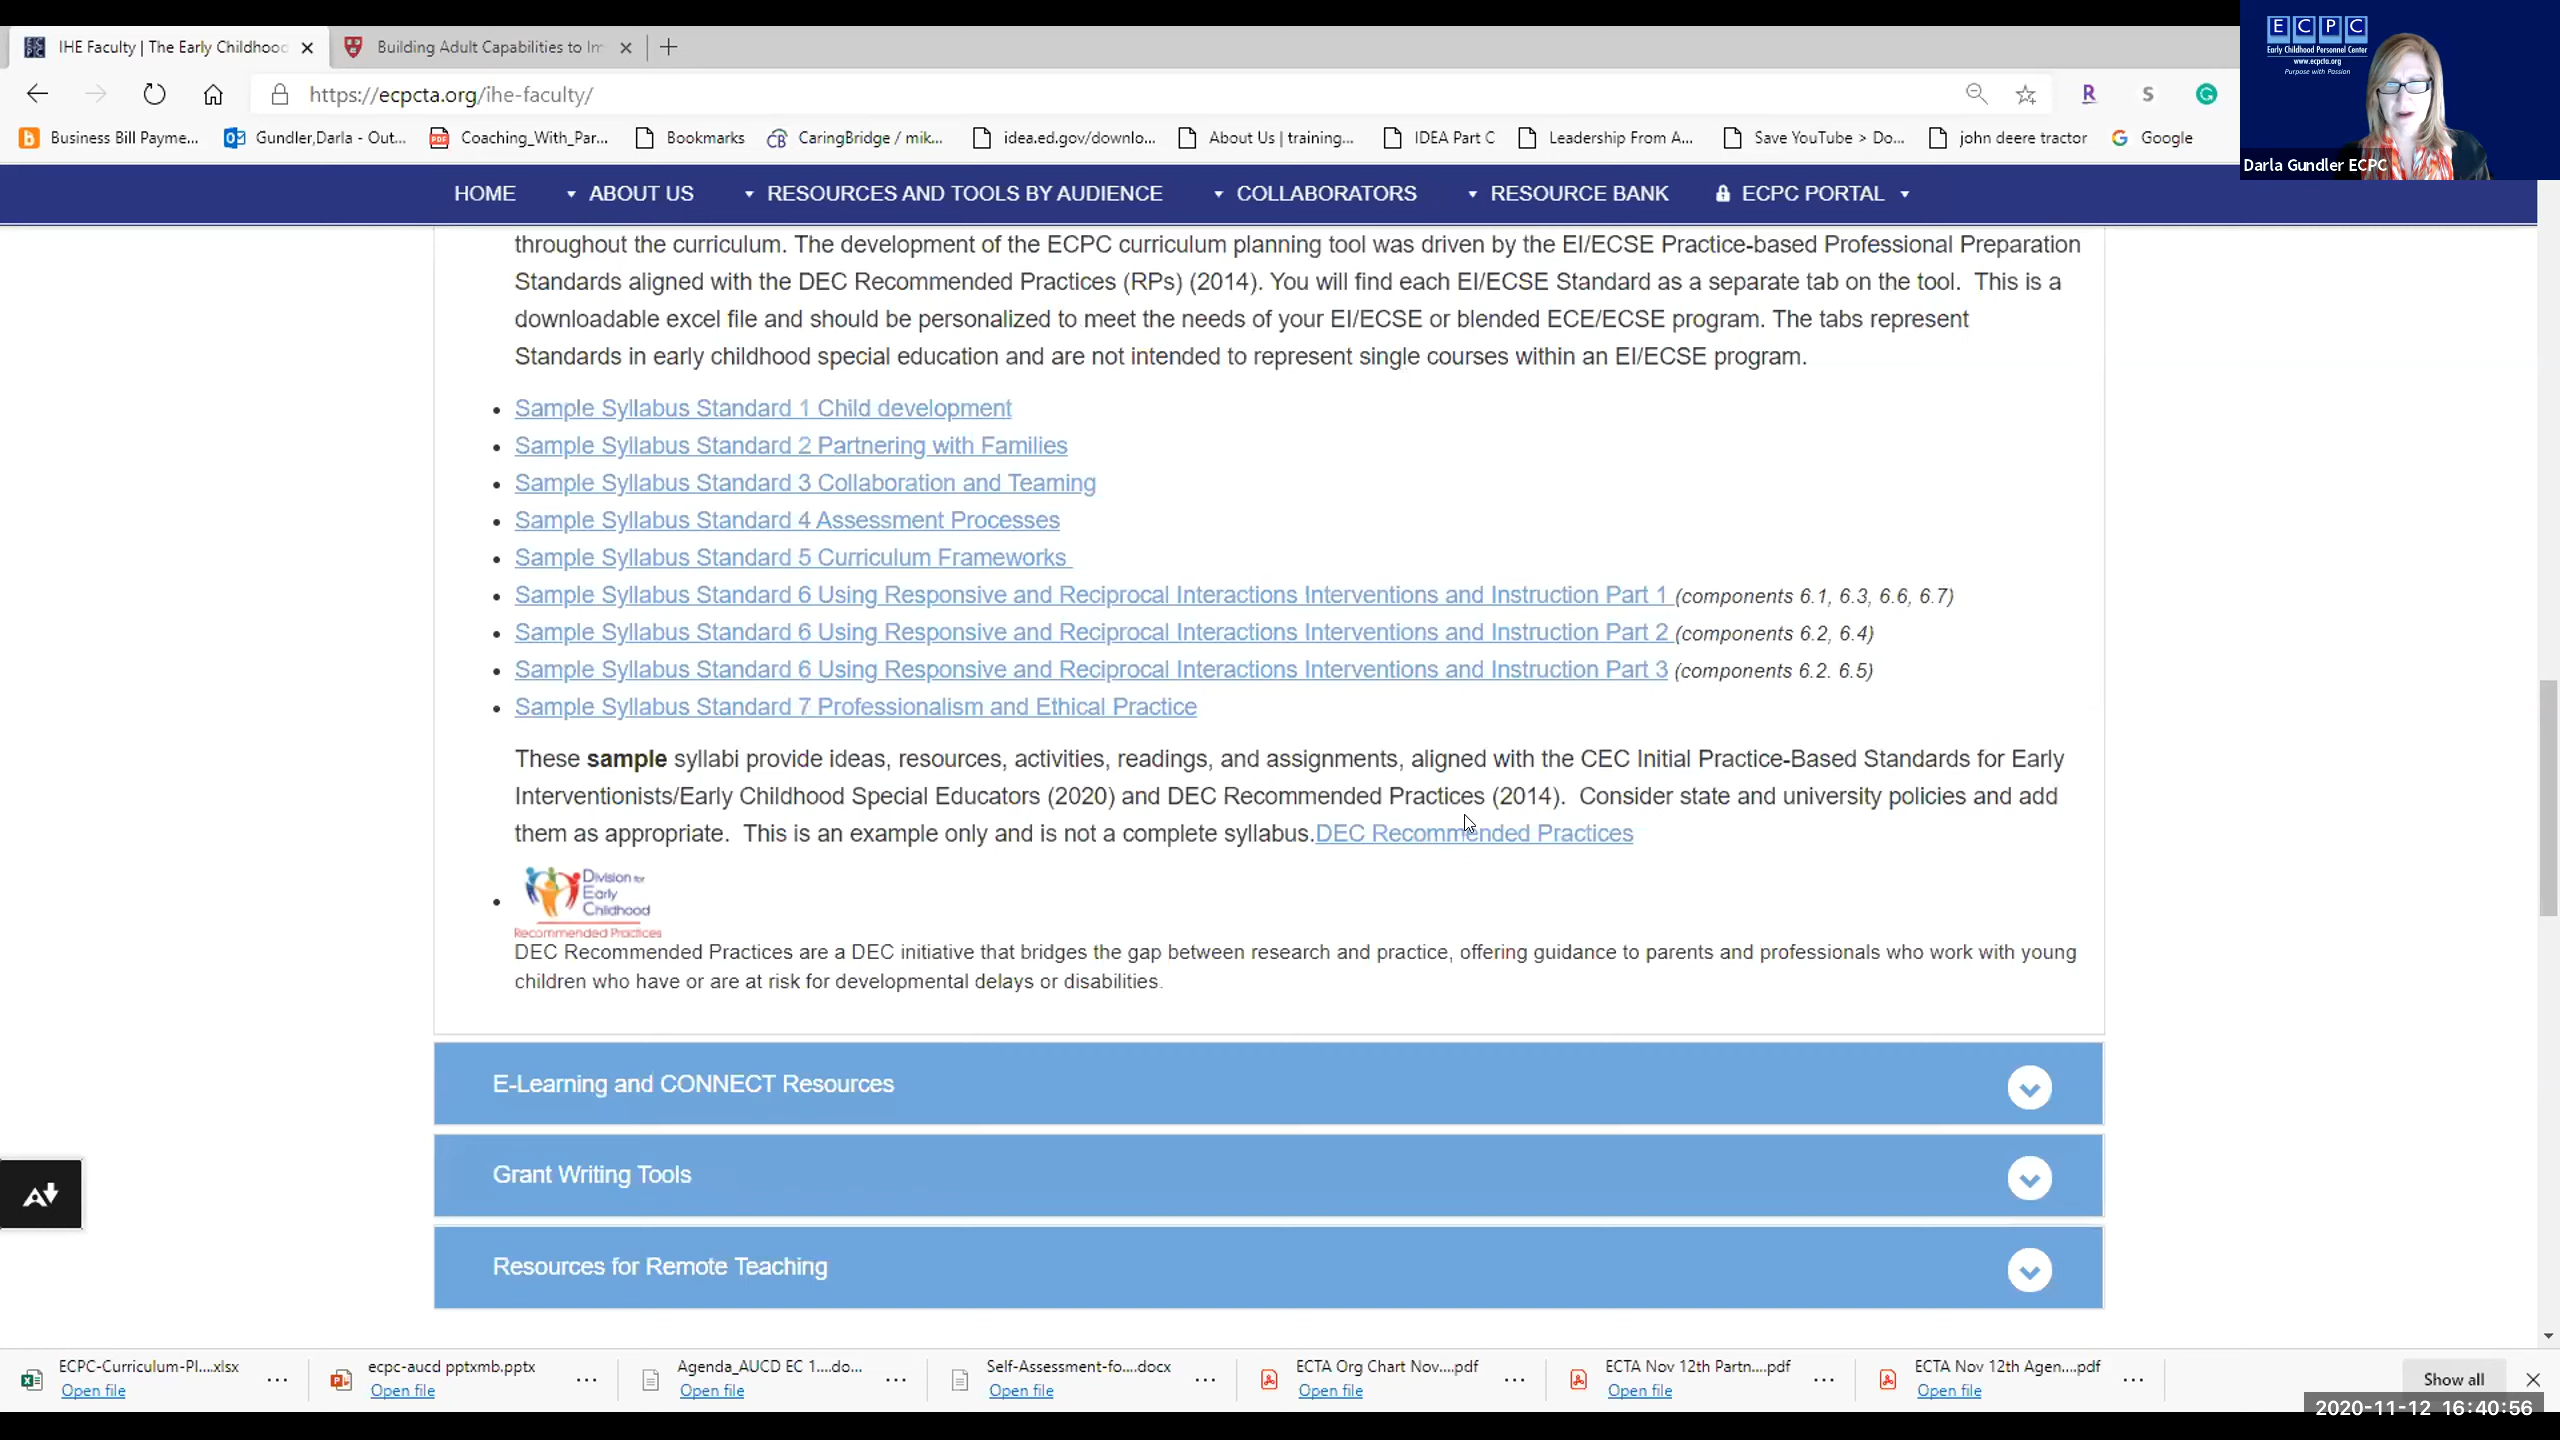 IHE Faculty | The Early Childhood
Building Adult Capabilities to Im
https://ecpcta.org/ihe-faculty/
Business Bill Payme...
Gundler,Darla - Out...
Coaching_With_Par...
Bookmarks
CaringBridge / mik...
idea.ed.gov/downlo...
About Us | training...
IDEA Part C
Leadership From A...
Save YouTube > Do...
john deere tractor
Google
E C P C
Early Childhood Personnel Center
www.ecpcta.org
Purpose with Passion
Darla Gundler ECPC
HOME
ABOUT US
RESOURCES AND TOOLS BY AUDIENCE
COLLABORATORS
RESOURCE BANK
ECPC PORTAL
throughout the curriculum. The development of the ECPC curriculum planning tool was driven by the EI/ECSE Practice-based Professional Preparation
Standards aligned with the DEC Recommended Practices (RPs) (2014). You will find each EI/ECSE Standard as a separate tab on the tool. This is a
downloadable excel file and should be personalized to meet the needs of your EI/ECSE or blended ECE/ECSE program. The tabs represent
Standards in early childhood special education and are not intended to represent single courses within an EI/ECSE program.
Sample Syllabus Standard 1 Child development
Sample Syllabus Standard 2 Partnering with Families
Sample Syllabus Standard 3 Collaboration and Teaming
Sample Syllabus Standard 4 Assessment Processes
Sample Syllabus Standard 5 Curriculum Frameworks
Sample Syllabus Standard 6 Using Responsive and Reciprocal Interactions Interventions and Instruction Part 1 (components 6.1, 6.3, 6.6, 6.7)
Sample Syllabus Standard 6 Using Responsive and Reciprocal Interactions Interventions and Instruction Part 2 (components 6.2, 6.4)
Sample Syllabus Standard 6 Using Responsive and Reciprocal Interactions Interventions and Instruction Part 3 (components 6.2. 6.5)
Sample Syllabus Standard 7 Professionalism and Ethical Practice
These sample syllabi provide ideas, resources, activities, readings, and assignments, aligned with the CEC Initial Practice-Based Standards for Early
Interventionists/Early Childhood Special Educators (2020) and DEC Recommended Practices (2014). Consider state and university policies and add
them as appropriate. This is an example only and is not a complete syllabus.DEC Recommended Practices
Division for
Early
Childhood
Recommended Practices
DEC Recommended Practices are a DEC initiative that bridges the gap between research and practice, offering guidance to parents and professionals who work with young
children who have or are at risk for developmental delays or disabilities.
E-Learning and CONNECT Resources
Grant Writing Tools
Resources for Remote Teaching
ECPC-Curriculum-Pl....xlsx
Open file
ecpc-aucd pptxmb.pptx
Open file
Agenda_AUCD EC 1....do...
Open file
Self-Assessment-fo....docx
Open file
ECTA Org Chart Nov....pdf
Open file
ECTA Nov 12th Partn....pdf
Open file
ECTA Nov 12th Agen....pdf
Open file
Show all
2020-11-12 16:40:56